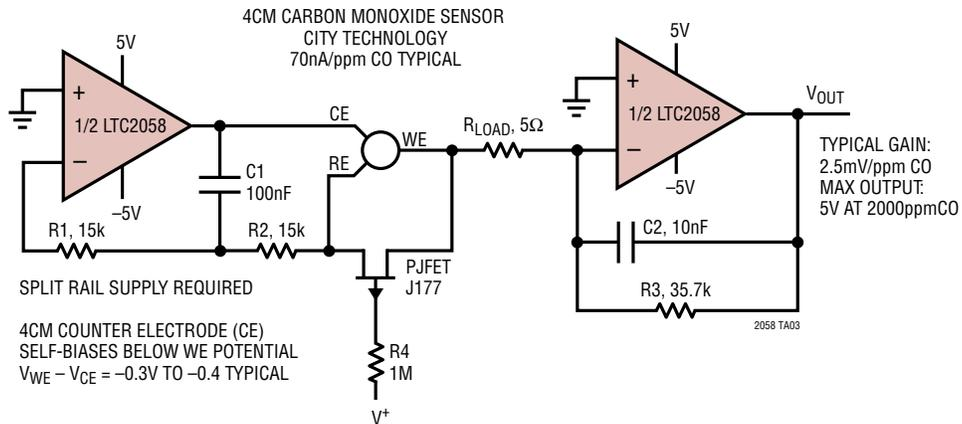 4CM CARBON MONOXIDE SENSOR
CITY TECHNOLOGY
70nA/ppm CO TYPICAL
5V
+
1/2 LTC2058
–
–5V
CE
WE
RE
C1
100nF
R1, 15k
R2, 15k
RLOAD, 5Ω
5V
+
1/2 LTC2058
–
–5V
VOUT
TYPICAL GAIN:
2.5mV/ppm CO
MAX OUTPUT:
5V AT 2000ppmCO
C2, 10nF
R3, 35.7k
2058 TA03
PJFET
J177
R4
1M
V+
SPLIT RAIL SUPPLY REQUIRED
4CM COUNTER ELECTRODE (CE)
SELF-BIASES BELOW WE POTENTIAL
VWE – VCE = –0.3V TO –0.4 TYPICAL